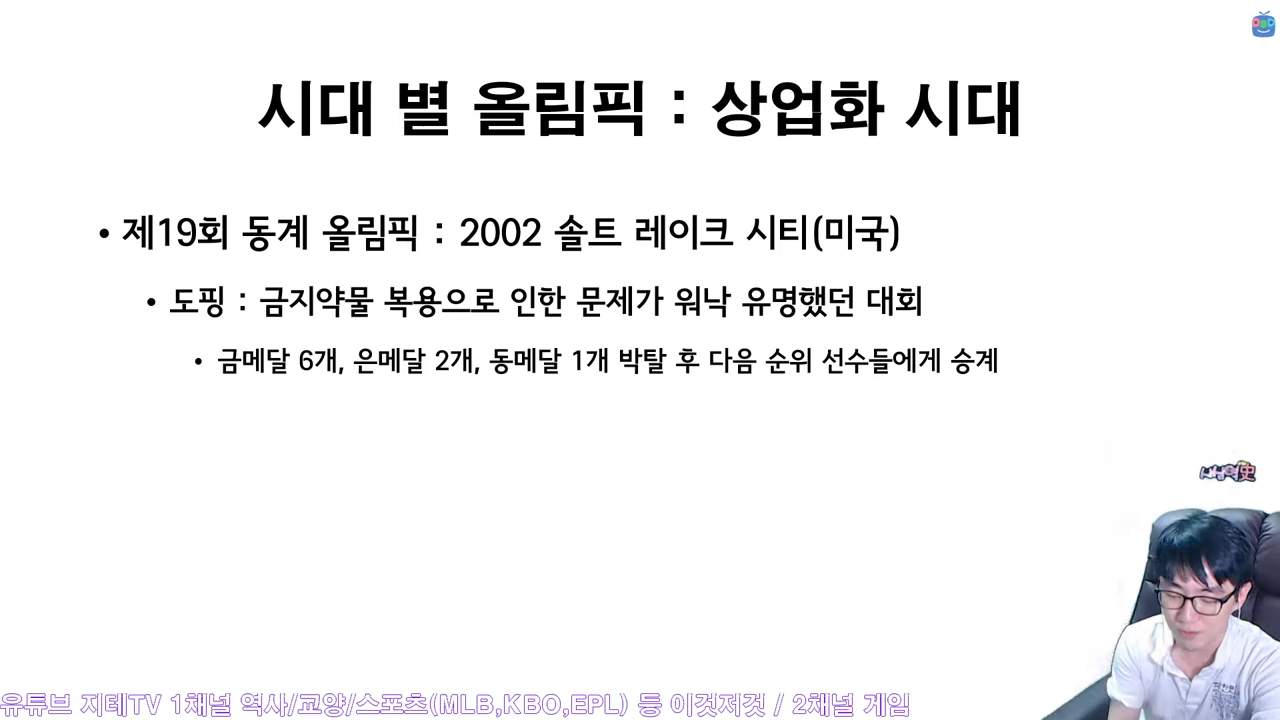 시대 별 올림픽 : 상업화 시대
• 제19회 동계 올림픽 : 2002 솔트 레이크 시티(미국)
• 도핑 : 금지약물 복용으로 인한 문제가 워낙 유명했던 대회
• 금메달 6개, 은메달 2개, 동메달 1개 박탈 후 다음 순위 선수들에게 승계
유튜브 지테TV 1채널 역사/교양/스포츠(MLB,KBO,EPL) 등 이것저것 / 2채널 게임